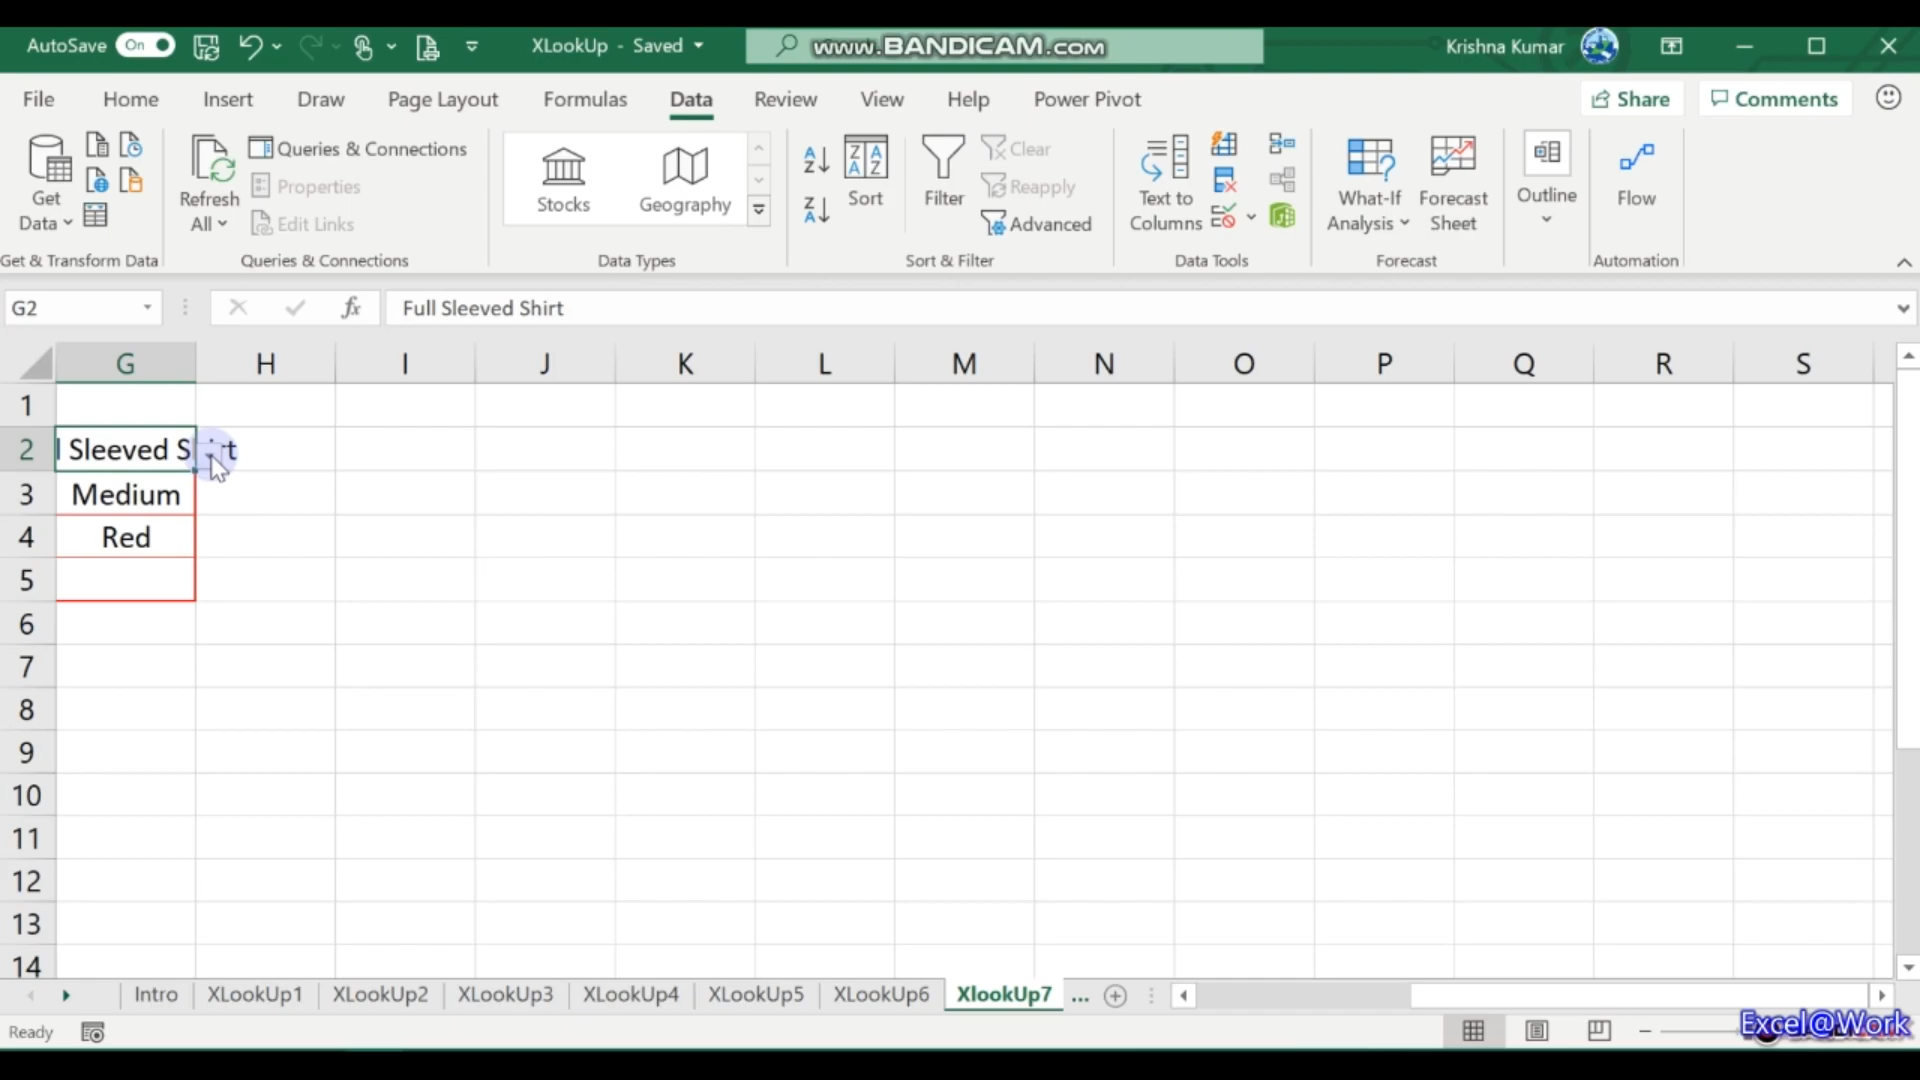 AutoSave On XLookUp - Saved www.BANDICAM.com Krishna Kumar
File Home Insert Draw Page Layout Formulas Data Review View Help Power Pivot Share Comments
Get Data
Refresh All
Queries & Connections
Properties
Edit Links
Stocks Geography
Sort
Filter
Clear
Reapply
Advanced
Text to Columns
What-If Analysis
Forecast Sheet
Outline
Flow
Get & Transform Data Queries & Connections Data Types Sort & Filter Data Tools Forecast Automation
G2 fx Full Sleeved Shirt
G H I J K L M N O P Q R S
1
2 l Sleeved Shirt
3 Medium
4 Red
5
6
7
8
9
10
11
12
13
14
Intro XLookUp1 XLookUp2 XLookUp3 XLookUp4 XLookUp5 XLookUp6 XlookUp7 ...
Ready Excel@Work